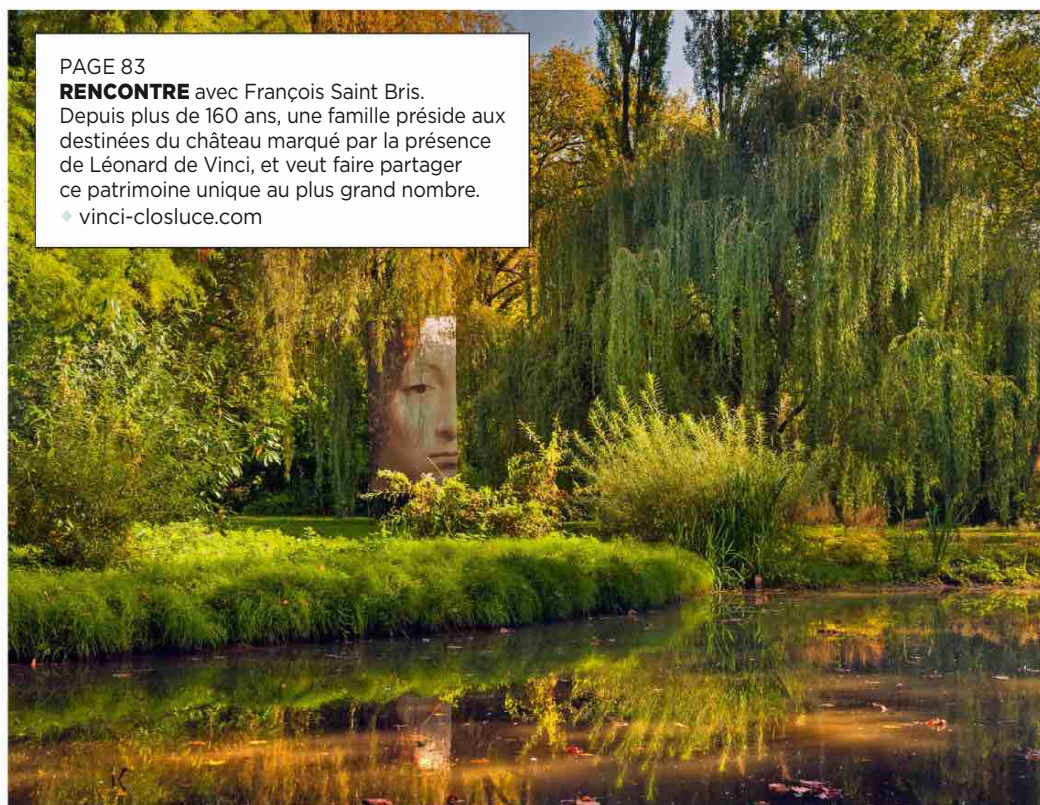 PAGE 83
RENCONTRE avec François Saint Bris.
Depuis plus de 160 ans, une famille préside aux
destinées du château marqué par la présence
de Léonard de Vinci, et veut faire partager
ce patrimoine unique au plus grand nombre.
◆ vinci-closluce.com